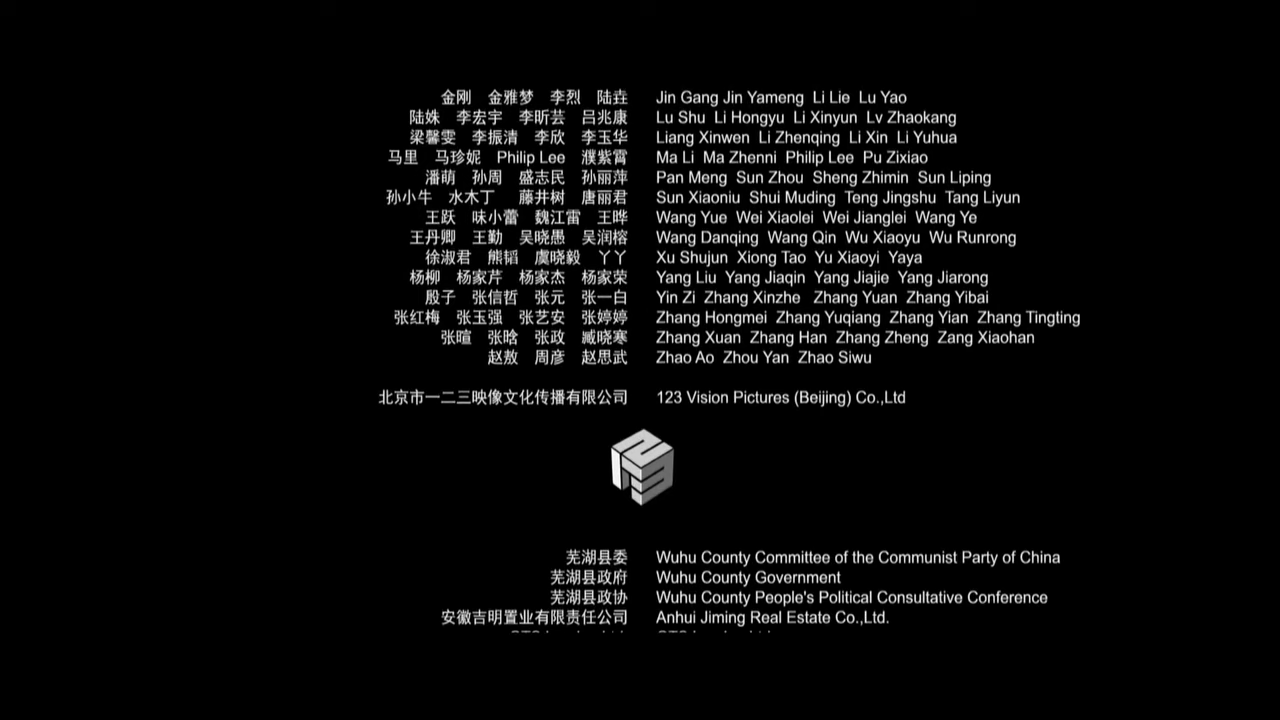 金刚 金雅梦 李烈 陆垚 Jin Gang Jin Yameng Li Lie Lu Yao
陆姝 李宏宇 李昕芸 吕兆康 Lu Shu Li Hongyu Li Xinyun Lv Zhaokang
梁馨雯 李振清 李欣 李玉华 Liang Xinwen Li Zhenqing Li Xin Li Yuhua
马里 马珍妮 Philip Lee 濮紫霄 Ma Li Ma Zhenni Philip Lee Pu Zixiao
潘萌 孙周 盛志民 孙丽萍 Pan Meng Sun Zhou Sheng Zhimin Sun Liping
孙小牛 水木丁 藤井树 唐丽君 Sun Xiaoniu Shui Muding Teng Jingshu Tang Liyun
王跃 味小蕾 魏江雷 王晔 Wang Yue Wei Xiaolei Wei Jianglei Wang Ye
王丹卿 王勤 吴晓愚 吴润榕 Wang Danqing Wang Qin Wu Xiaoyu Wu Runrong
徐淑君 熊韬 虞晓毅 丫丫 Xu Shujun Xiong Tao Yu Xiaoyi Yaya
杨柳 杨家芹 杨家杰 杨家荣 Yang Liu Yang Jiaqin Yang Jiajie Yang Jiarong
殷子 张信哲 张元 张一白 Yin Zi Zhang Xinzhe Zhang Yuan Zhang Yibai
张红梅 张玉强 张艺安 张婷婷 Zhang Hongmei Zhang Yuqiang Zhang Yian Zhang Tingting
张暄 张晗 张政 臧晓寒 Zhang Xuan Zhang Han Zhang Zheng Zang Xiaohan
赵敖 周彦 赵思武 Zhao Ao Zhou Yan Zhao Siwu
北京市一二三映像文化传播有限公司 123 Vision Pictures (Beijing) Co.,Ltd
芜湖县委 Wuhu County Committee of the Communist Party of China
芜湖县政府 Wuhu County Government
芜湖县政协 Wuhu County People's Political Consultative Conference
安徽吉明置业有限责任公司 Anhui Jiming Real Estate Co.,Ltd.